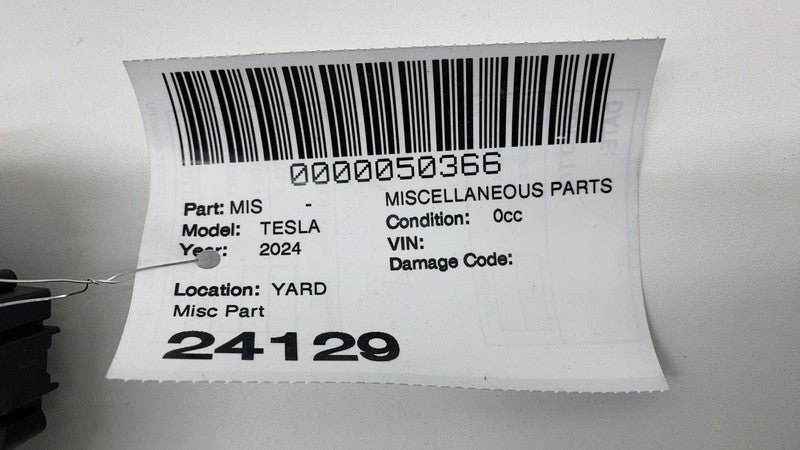 0000050366
Part: MIS - MISCELLANEOUS PARTS
Model: TESLA Condition: 0cc
Year: 2024 VIN:
Damage Code:
Location: YARD
Misc Part
24129